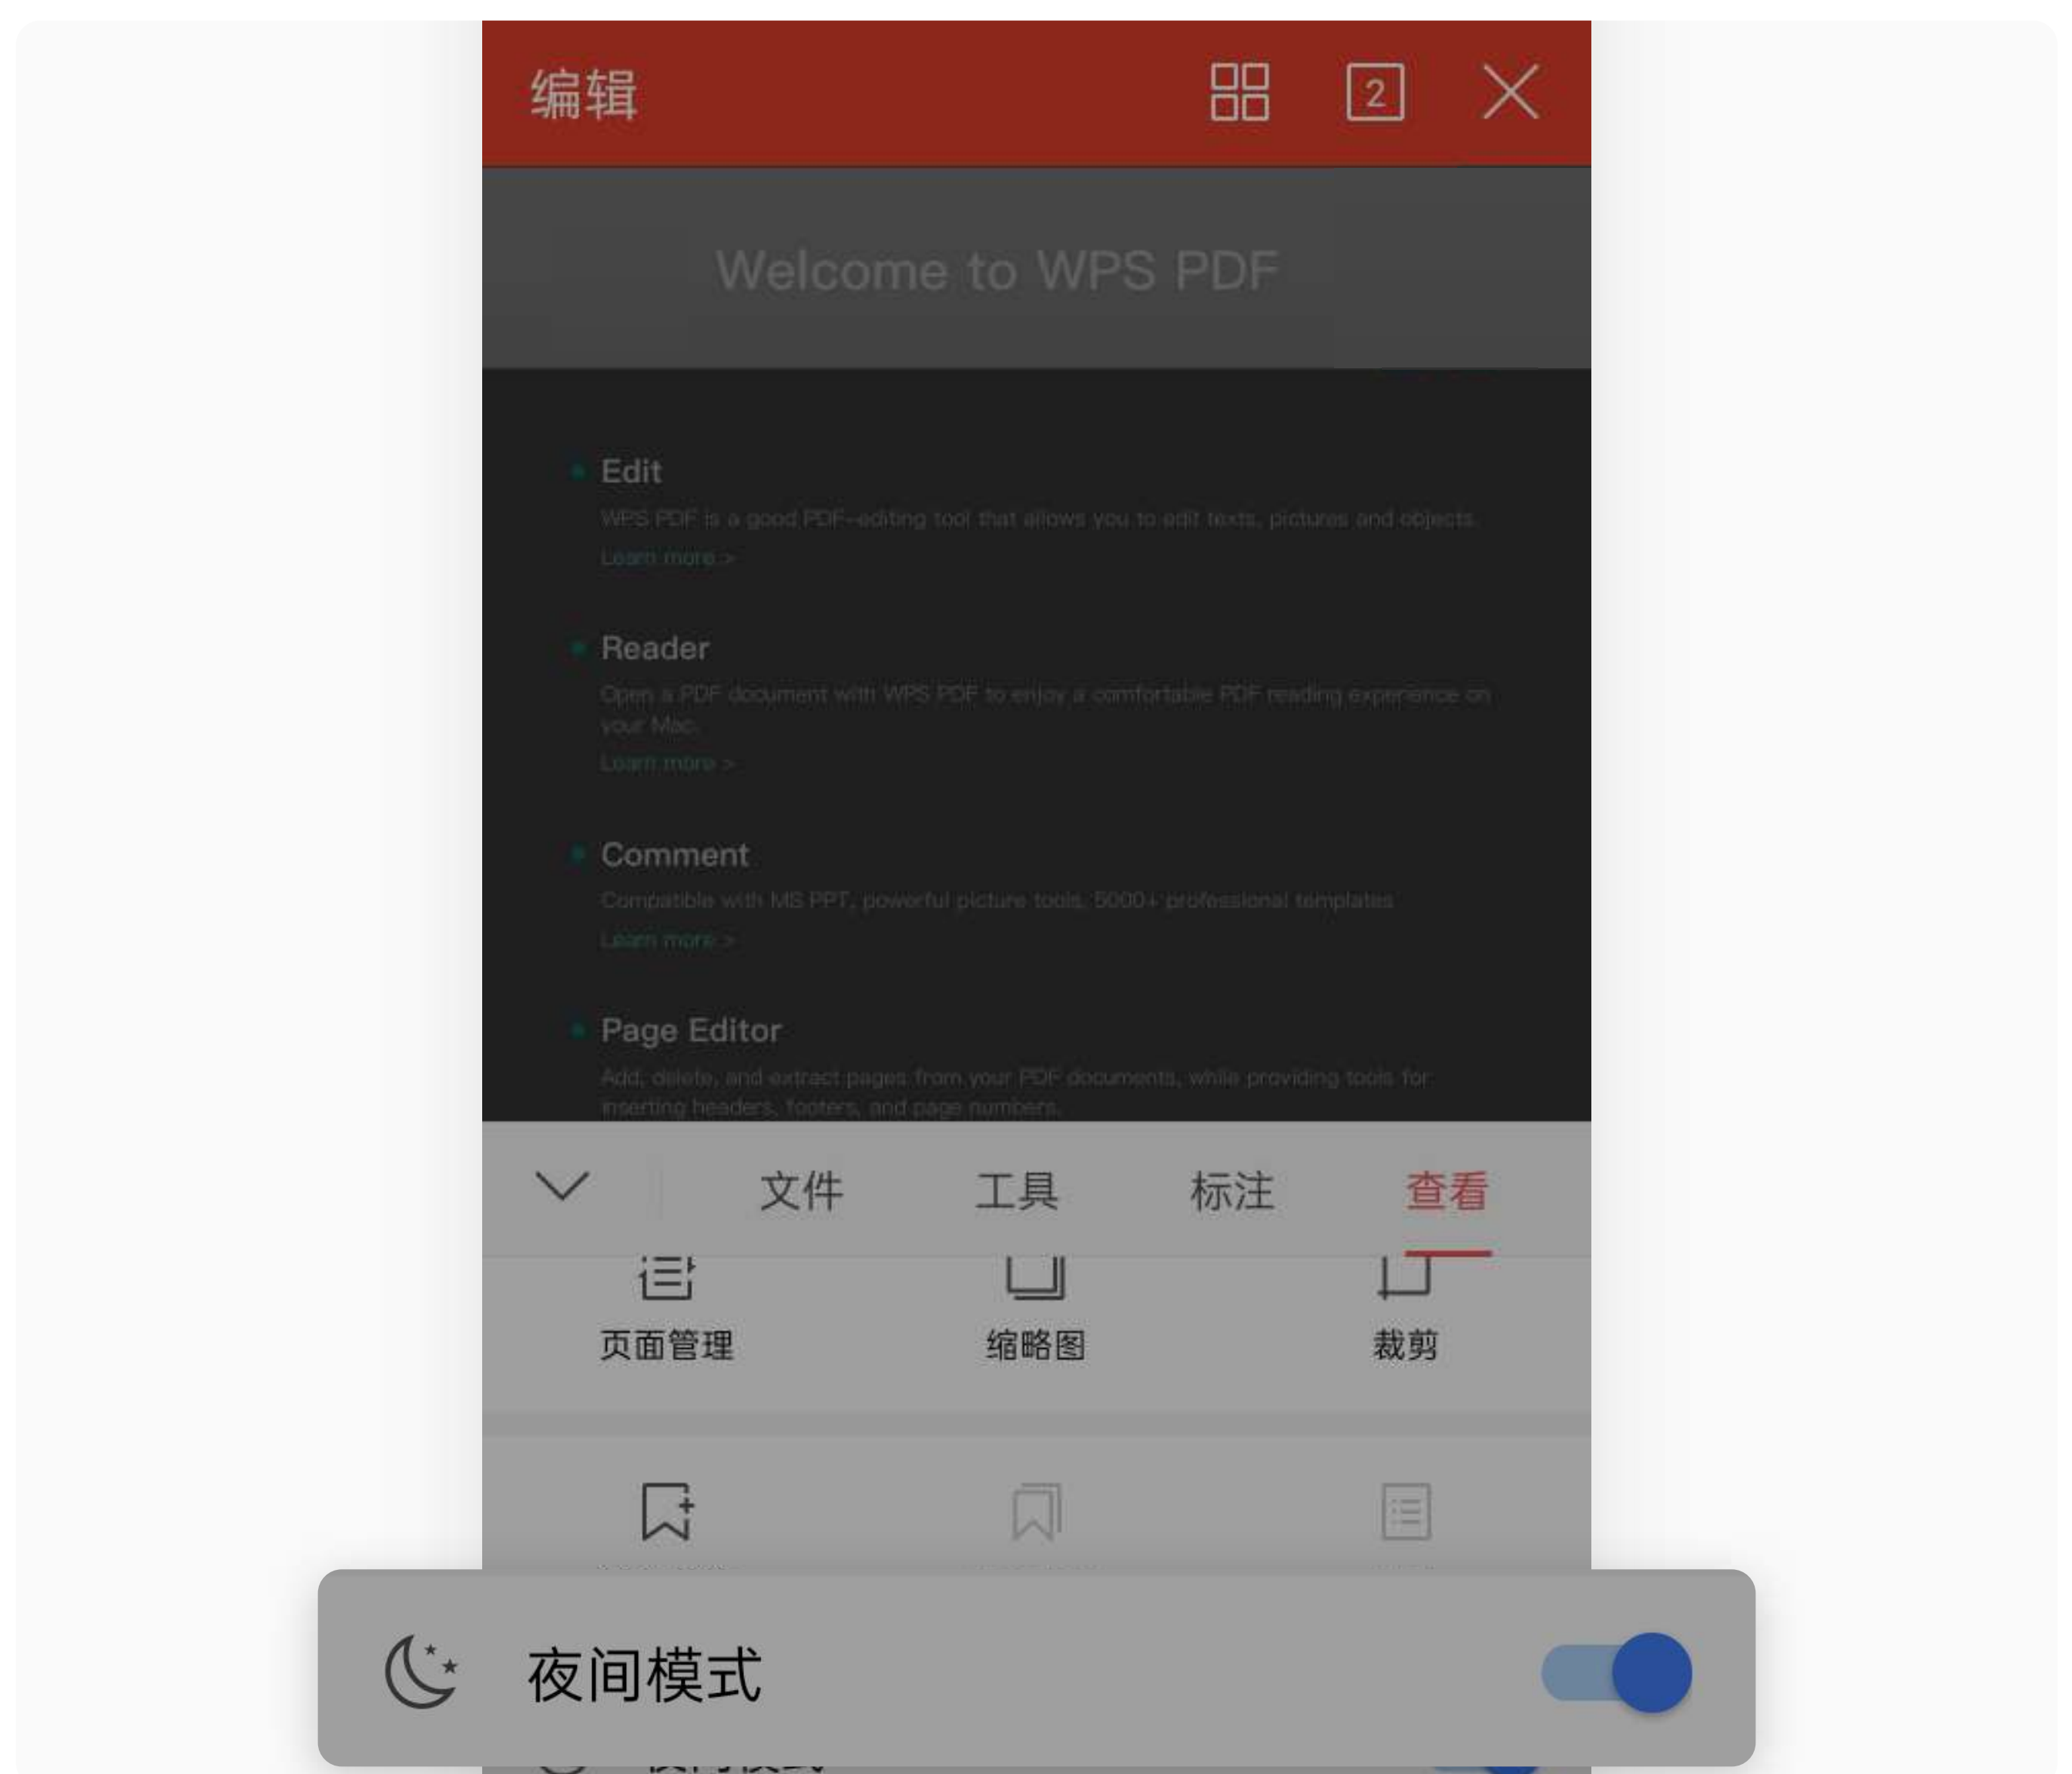 编辑
2
Welcome to WPS PDF
Edit
WPS PDF is a good PDF-editing tool that allows you to edit texts, pictures and objects.
Learn more >
Reader
Open a PDF document with WPS PDF to enjoy a comfortable PDF reading experience on
your Mac.
Learn more >
Comment
Compatible with MS PPT, powerful picture tools, 5000+ professional templates
Learn more >
Page Editor
Add, delete, and extract pages from your PDF documents, while providing tools for
inserting headers, footers, and page numbers.
文件 工具 标注 查看
页面管理 缩略图 裁剪
夜间模式